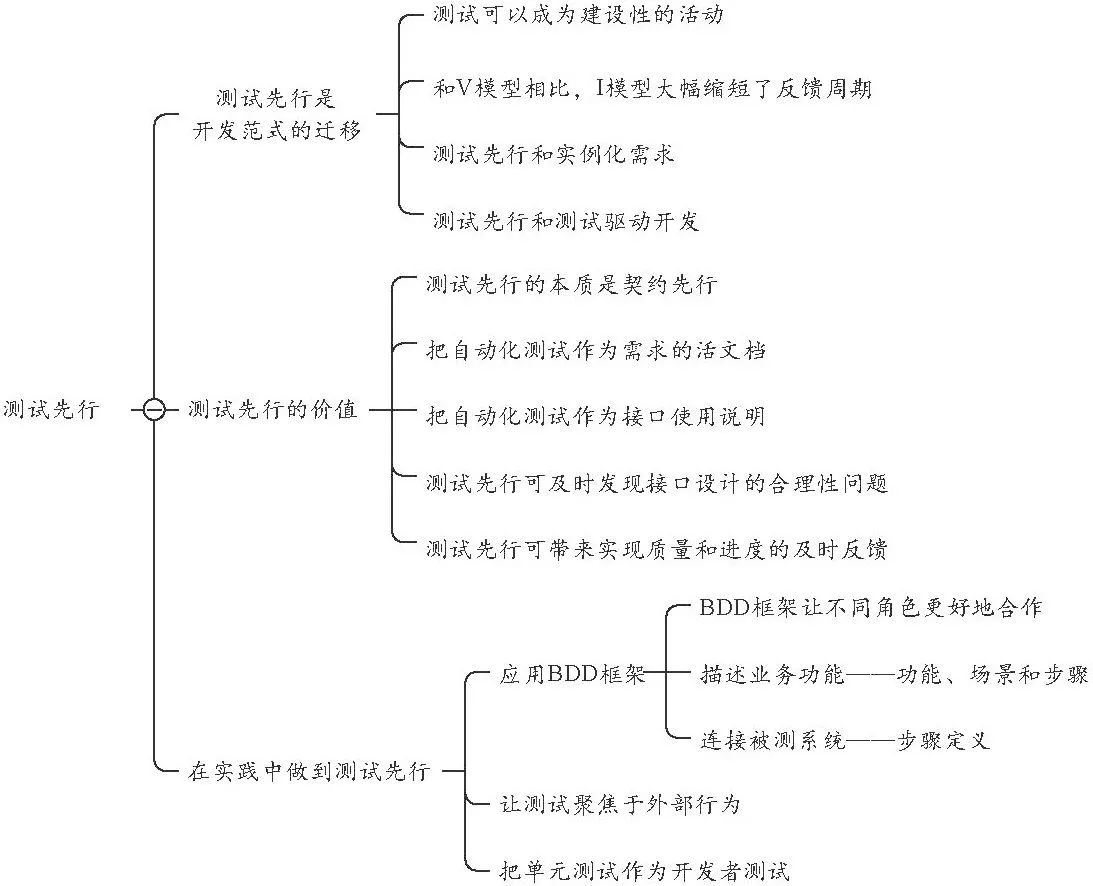 测试先行
测试先行是
开发范式的迁移
测试可以成为建设性的活动
和V模型相比，I模型大幅缩短了反馈周期
测试先行和实例化需求
测试先行和测试驱动开发
测试先行的价值
测试先行的本质是契约先行
把自动化测试作为需求的活文档
把自动化测试作为接口使用说明
测试先行可及时发现接口设计的合理性问题
测试先行可带来实现质量和进度的及时反馈
在实践中做到测试先行
应用BDD框架
BDD框架让不同角色更好地合作
描述业务功能——功能、场景和步骤
连接被测系统——步骤定义
让测试聚焦于外部行为
把单元测试作为开发者测试